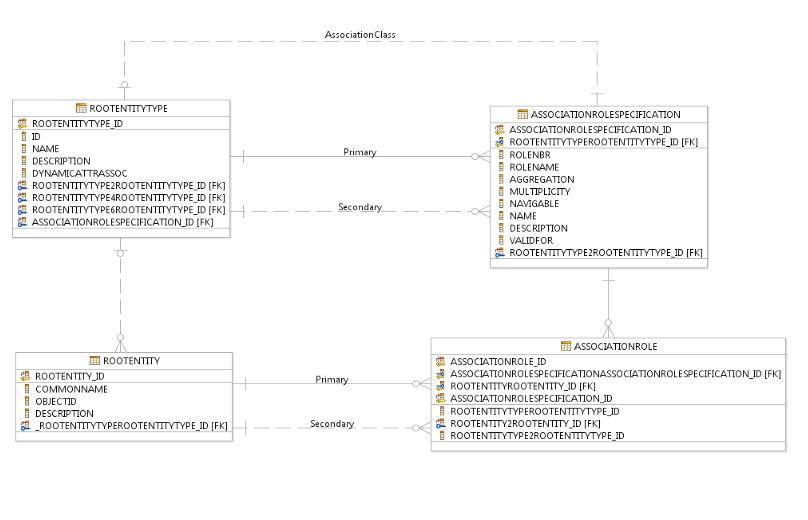 AssociationClass
ROOTENTITYTYPE
ROOTENTITYTYPE_ID
ID
NAME
DESCRIPTION
DYNAMICATTRASSOC
ROOTENTITYTYPE2ROOTENTITYTYPE_ID [FK]
ROOTENTITYTYPE4ROOTENTITYTYPE_ID [FK]
ROOTENTITYTYPE6ROOTENTITYTYPE_ID [FK]
ASSOCIATIONROLESPECIFICATION_ID [FK]
Primary
Secondary
ASSOCIATIONROLESPECIFICATION
ASSOCIATIONROLESPECIFICATION_ID
ROOTENTITYTYPEROOTENTITYTYPE_ID [FK]
ROLENBR
ROLENAME
AGGREGATION
MULTIPLICITY
NAVIGABLE
NAME
DESCRIPTION
VALIDFOR
ROOTENTITYTYPE2ROOTENTITYTYPE_ID [FK]
ROOTENTITY
ROOTENTITY_ID
COMMONNAME
OBJECTID
DESCRIPTION
_ROOTENTITYTYPEROOTENTITYTYPE_ID [FK]
Primary
Secondary
ASSOCIATIONROLE
ASSOCIATIONROLE_ID
ASSOCIATIONROLESPECIFICATIONASSOCIATIONROLESPECIFICATION_ID [FK]
ROOTENTITYROOTENTITY_ID [FK]
ASSOCIATIONROLESPECIFICATION_ID
ROOTENTITYTYPEROOTENTITYTYPE_ID
ROOTENTITY2ROOTENTITY_ID [FK]
ROOTENTITYTYPE2ROOTENTITYTYPE_ID